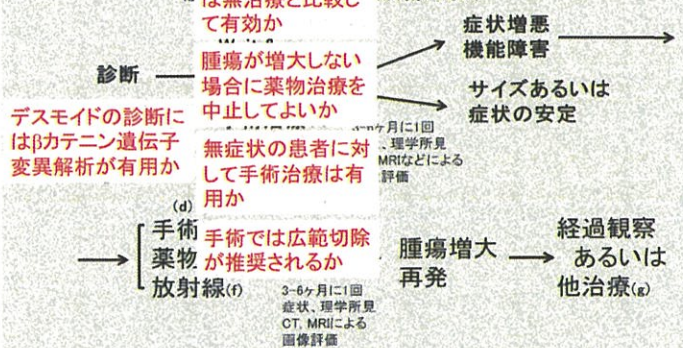 は無治療と比較し
て有効か
症状増悪
機能障害
診断
腫瘍が増大しない
場合に薬物治療を
中止してよいか
サイズあるいは
症状の安定
デスモイドの診断に
はβカテニン遺伝子
変異解析が有用か
月に1回
、理学所見
MRIなどによる
評価
無症状の患者に対
して手術治療は有
用か
(d)
手術
薬物
放射線(f)
手術では広範切除
が推奨されるか
3-6ヶ月に1回
症状、理学所見
CT, MRIによる
画像評価
腫瘍増大
再発
経過観察
あるいは
他治療(g)